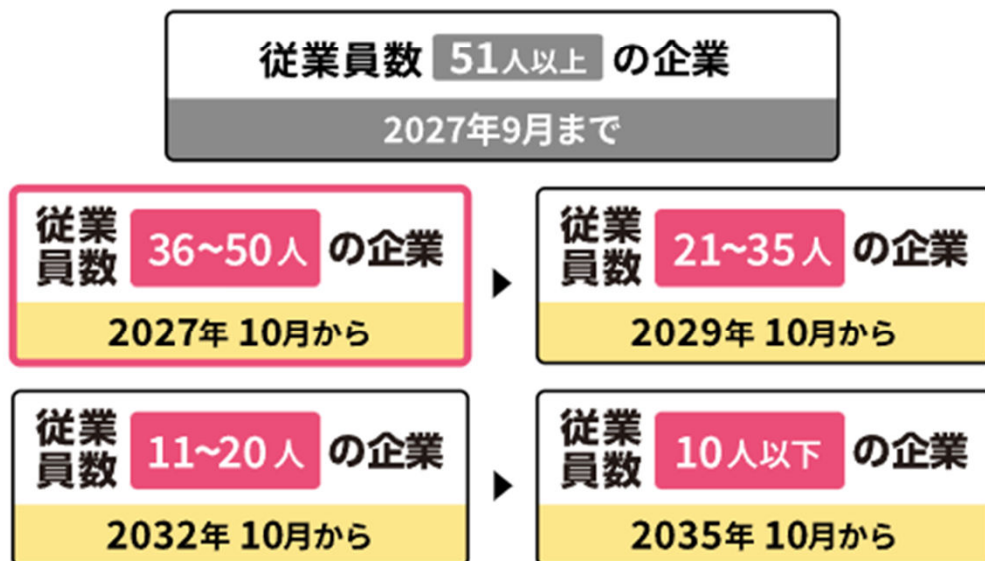 従業員数 51人以上 の企業
2027年9月まで
従業員数 36~50人 の企業
2027年 10月から
▶
従業員数 21~35人 の企業
2029年 10月から
従業員数 11~20人 の企業
2032年 10月から
▶
従業員数 10人以下 の企業
2035年 10月から